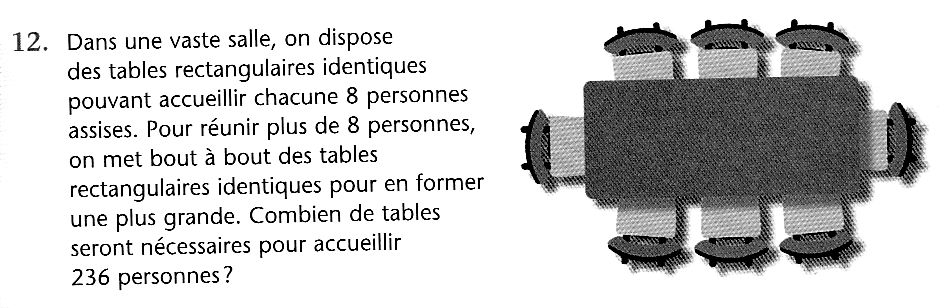 12. Dans une vaste salle, on dispose
des tables rectangulaires identiques
pouvant accueillir chacune 8 personnes
assises. Pour réunir plus de 8 personnes,
on met bout à bout des tables
rectangulaires identiques pour en former
une plus grande. Combien de tables
seront nécessaires pour accueillir
236 personnes?